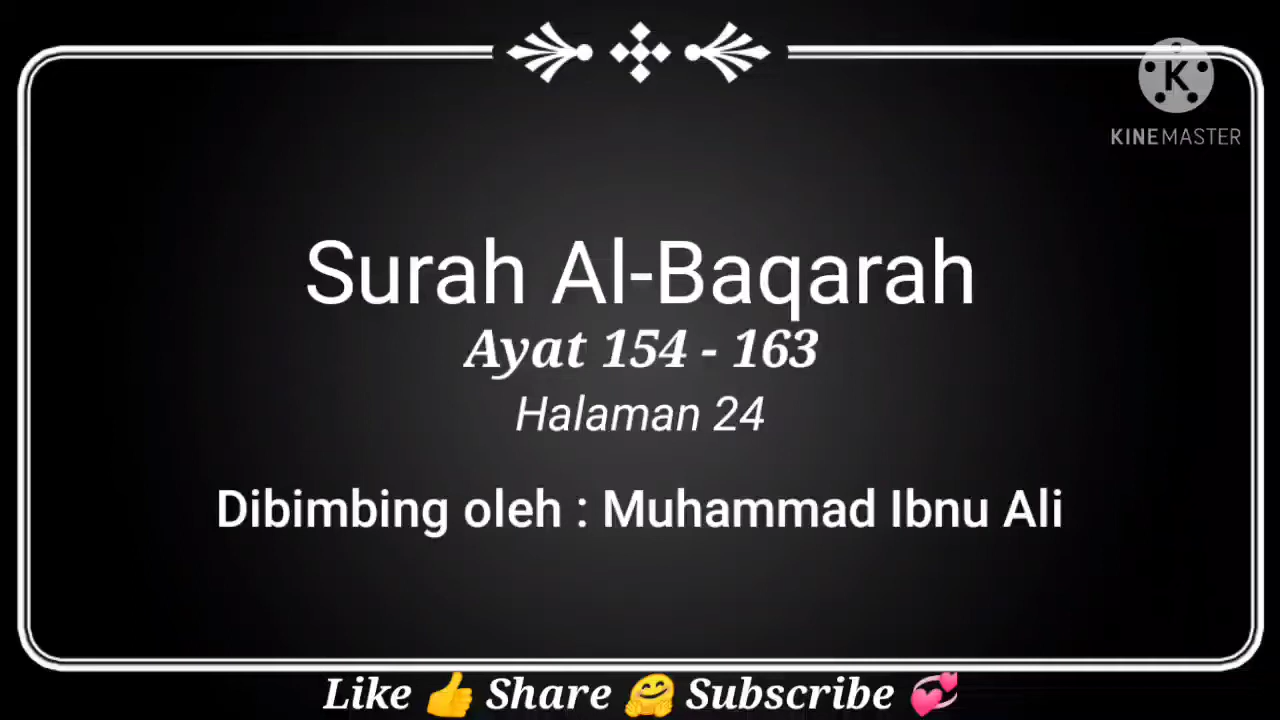 K
KINEMASTER
Surah Al-Baqarah
Ayat 154 - 163
Halaman 24
Dibimbing oleh : Muhammad Ibnu Ali
Like 👍 Share 🤗 Subscribe 💞